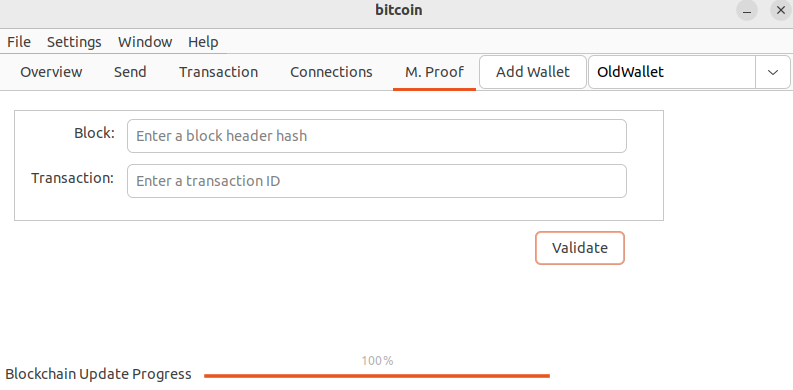 bitcoin
File Settings Window Help
Overview Send Transaction Connections M. Proof Add Wallet OldWallet
Block: Enter a block header hash
Transaction: Enter a transaction ID
Validate
100%
Blockchain Update Progress